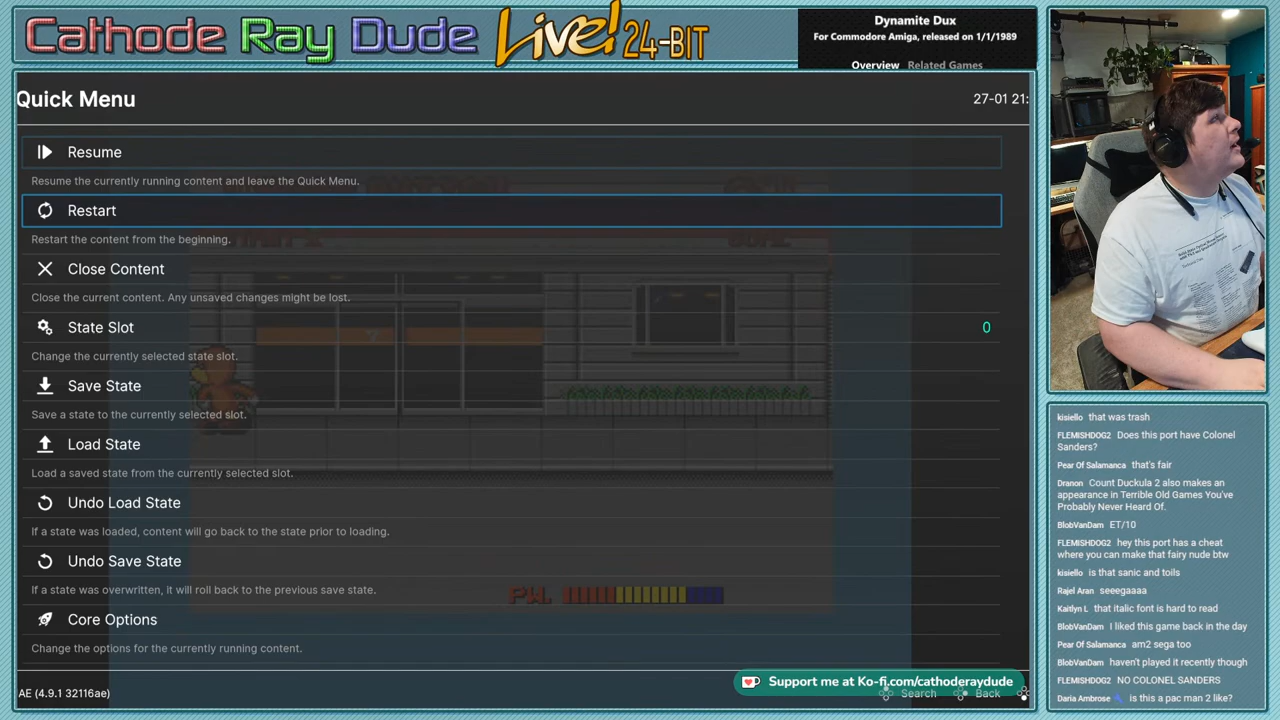 Cathode Ray Dude Live! 24-BIT
Dynamite Dux
For Commodore Amiga, released on 1/1/1989
Overview Related Games
Quick Menu
27-01 21:
Resume
Resume the currently running content and leave the Quick Menu.
Restart
Restart the content from the beginning.
Close Content
Close the current content. Any unsaved changes might be lost.
State Slot
0
Change the currently selected state slot.
Save State
Save a state to the currently selected slot.
Load State
Load a saved state from the currently selected slot.
Undo Load State
If a state was loaded, content will go back to the state prior to loading.
Undo Save State
If a state was overwritten, it will roll back to the previous save state.
PW.
Core Options
Change the options for the currently running content.
AE (4.9.1 32116ae)
Support me at Ko-fi.com/cathoderaydude
Search Back
kisiello that was trash
FLEMISHDOG2 Does this port have Colonel
Sanders?
Pear Of Salamanca that's fair
Dranon Count Duckula 2 also makes an
appearance in Terrible Old Games You've
Probably Never Heard Of.
BlobVanDam ET/10
FLEMISHDOG2 hey this port has a cheat
where you can make that fairy nude btw
kisiello is that sanic and toils
Rajel Aran seeegaaaa
Kaitlyn L that italic font is hard to read
BlobVanDam I liked this game back in the day
Pear Of Salamanca am2 sega too
BlobVanDam haven't played it recently though
FLEMISHDOG2 NO COLONEL SANDERS
Daria Ambrose is this a pac man 2 like?